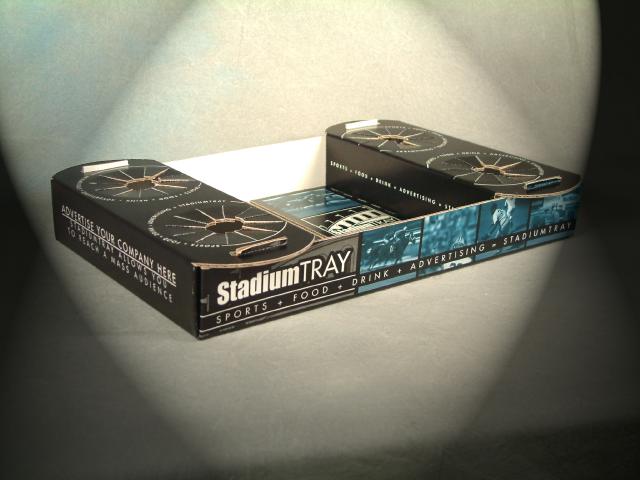 ADVERTISE YOUR COMPANY HERE
STADIUMTRAY ALLOWS YOU
TO REACH A MASS AUDIENCE
StadiumTRAY
SPORTS + FOOD + DRINK + ADVERTISING = STADIUMTRAY
SPORTS + FOOD + DRINK + ADVERTISING = ST